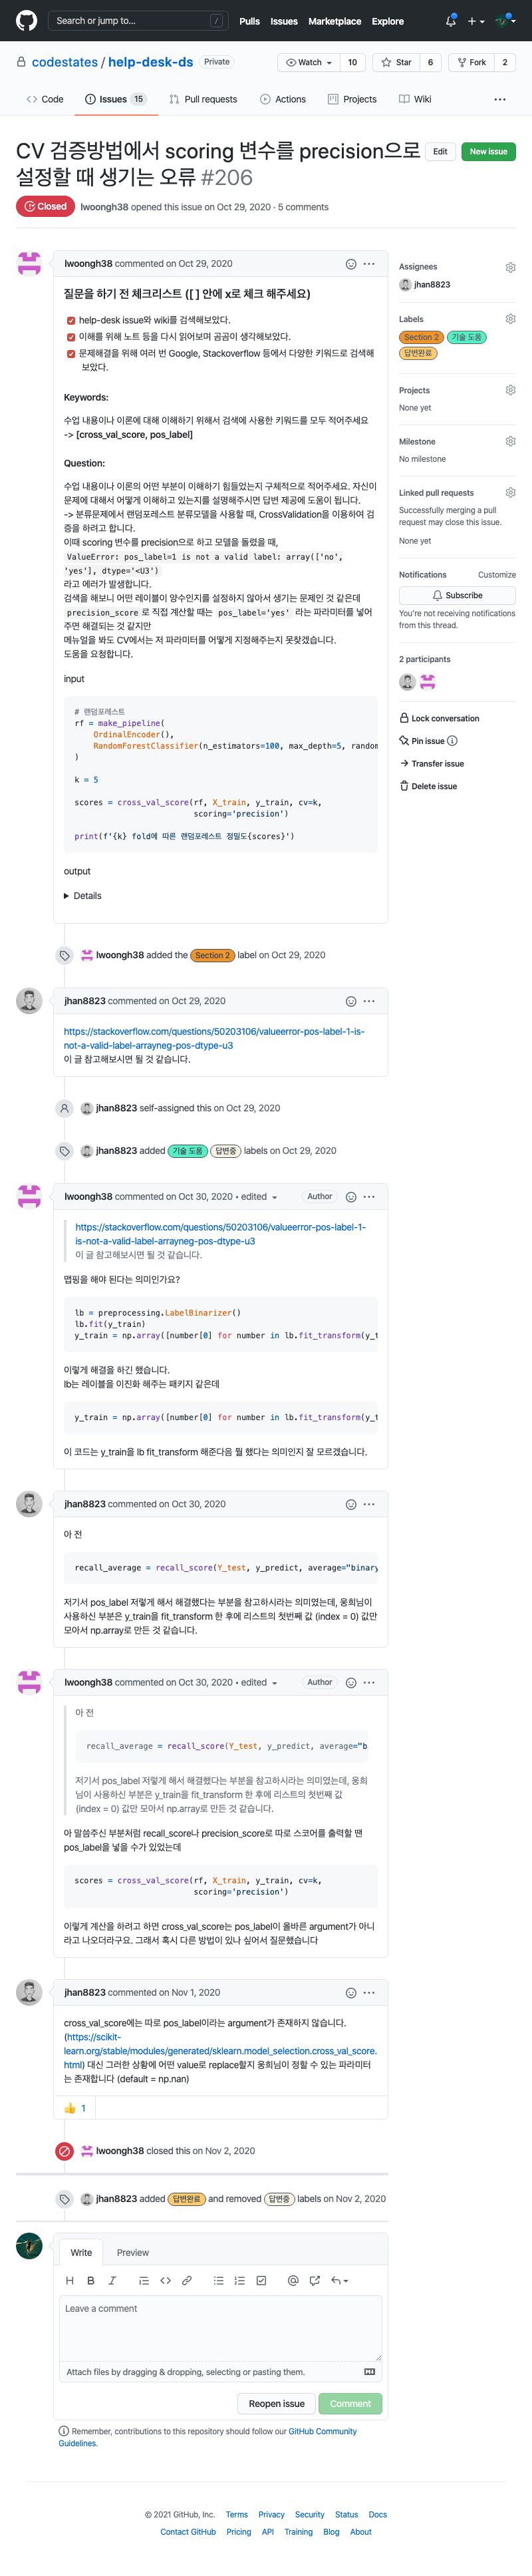 Search or jump to... /
Pulls Issues Marketplace Explore
codestates / help-desk-ds Private
Watch 10 Star 6 Fork 2
Code Issues 15 Pull requests Actions Projects Wiki
CV 검증방법에서 scoring 변수를 precision으로
설정할 때 생기는 오류 #206
Edit New issue
Closed lwoongh38 opened this issue on Oct 29, 2020 · 5 comments
lwoongh38 commented on Oct 29, 2020
질문을 하기 전 체크리스트 ([ ] 안에 x로 체크 해주세요)
help-desk issue와 wiki를 검색해보았다.
이해를 위해 노트 등을 다시 읽어보며 곰곰이 생각해보았다.
문제해결을 위해 여러 번 Google, Stackoverflow 등에서 다양한 키워드로 검색해
보았다.
Keywords:
수업 내용이나 이론에 대해 이해하기 위해서 검색에 사용한 키워드를 모두 적어주세요
-> [cross_val_score, pos_label]
Question:
수업 내용이나 이론의 어떤 부분이 이해하기 힘들었는지 구체적으로 적어주세요. 자신이
문제에 대해서 어떻게 이해하고 있는지를 설명해주시면 답변 제공에 도움이 됩니다.
-> 분류문제에서 랜덤포레스트 분류모델을 사용할 때, CrossValidation을 이용하여 검
증을 하려고 합니다.
이때 scoring 변수를 precision으로 하고 모델을 돌렸을 때,
ValueError: pos_label=1 is not a valid label: array(['no',
'yes'], dtype='<U3')
라고 에러가 발생합니다.
검색을 해보니 어떤 레이블이 양수인지를 설정하지 않아서 생기는 문제인 것 같은데
precision_score 로 직접 계산할 때는 pos_label='yes' 라는 파라미터를 넣어
주면 해결되는 것 같지만
메뉴얼을 봐도 CV에서는 저 파라미터를 어떻게 지정해주는지 못찾겠습니다.
도움을 요청합니다.
input
# 랜덤포레스트
rf = make_pipeline(
OrdinalEncoder(),
RandomForestClassifier(n_estimators=100, max_depth=5, random
)
k = 5
scores = cross_val_score(rf, X_train, y_train, cv=k,
scoring='precision')
print(f'{k} fold에 따른 랜덤포레스트 정밀도{scores}')
output
Details
Assignees
jhan8823
Labels
Section 2 기술 도움
답변완료
Projects
None yet
Milestone
No milestone
Linked pull requests
Successfully merging a pull
request may close this issue.
None yet
Notifications Customize
Subscribe
You're not receiving notifications
from this thread.
2 participants
Lock conversation
Pin issue
Transfer issue
Delete issue
lwoongh38 added the Section 2 label on Oct 29, 2020
jhan8823 commented on Oct 29, 2020
https://stackoverflow.com/questions/50203106/valueerror-pos-label-1-is-
not-a-valid-label-arrayneg-pos-dtype-u3
이 글 참고해보시면 될 것 같습니다.
jhan8823 self-assigned this on Oct 29, 2020
jhan8823 added 기술 도움 답변중 labels on Oct 29, 2020
lwoongh38 commented on Oct 30, 2020 • edited Author
https://stackoverflow.com/questions/50203106/valueerror-pos-label-1-
is-not-a-valid-label-arrayneg-pos-dtype-u3
이 글 참고해보시면 될 것 같습니다.
맵핑을 해야 된다는 의미인가요?
lb = preprocessing.LabelBinarizer()
lb.fit(y_train)
y_train = np.array([number[0] for number in lb.fit_transform(y_t
이렇게 해결을 하긴 했습니다.
lb는 레이블을 이진화 해주는 패키지 같은데
y_train = np.array([number[0] for number in lb.fit_transform(y_t
이 코드는 y_train을 lb fit_transform 해준다음 뭘 했다는 의미인지 잘 모르겠습니다.
jhan8823 commented on Oct 30, 2020
아 전
recall_average = recall_score(Y_test, y_predict, average="binary
저기서 pos_label 저렇게 해서 해결했다는 부분을 참고하시라는 의미였는데, 웅희님이
사용하신 부분은 y_train을 fit_transform 한 후에 리스트의 첫번째 값 (index = 0) 값만
모아서 np.array로 만든 것 같습니다.
lwoongh38 commented on Oct 30, 2020 • edited Author
아 전
recall_average = recall_score(Y_test, y_predict, average="b
저기서 pos_label 저렇게 해서 해결했다는 부분을 참고하시라는 의미였는데, 웅희
님이 사용하신 부분은 y_train을 fit_transform 한 후에 리스트의 첫번째 값
(index = 0) 값만 모아서 np.array로 만든 것 같습니다.
아 말씀주신 부분처럼 recall_score나 precision_score로 따로 스코어를 출력할 땐
pos_label을 넣을 수가 있었는데
scores = cross_val_score(rf, X_train, y_train, cv=k,
scoring='precision')
이렇게 계산을 하려고 하면 cross_val_score는 pos_label이 올바른 argument가 아니
라고 나오더라구요. 그래서 혹시 다른 방법이 있나 싶어서 질문했습니다
jhan8823 commented on Nov 1, 2020
cross_val_score에는 따로 pos_label이라는 argument가 존재하지 않습니다.
(https://scikit-
learn.org/stable/modules/generated/sklearn.model_selection.cross_val_score.
html) 대신 그러한 상황에 어떤 value로 replace할지 웅희님이 정할 수 있는 파라미터
는 존재합니다 (default = np.nan)
👍 1
lwoongh38 closed this on Nov 2, 2020
jhan8823 added 답변완료 and removed 답변중 labels on Nov 2, 2020
Write Preview
Leave a comment
Attach files by dragging & dropping, selecting or pasting them.
Reopen issue Comment
Remember, contributions to this repository should follow our GitHub Community
Guidelines.
© 2021 GitHub, Inc. Terms Privacy Security Status Docs
Contact GitHub Pricing API Training Blog About